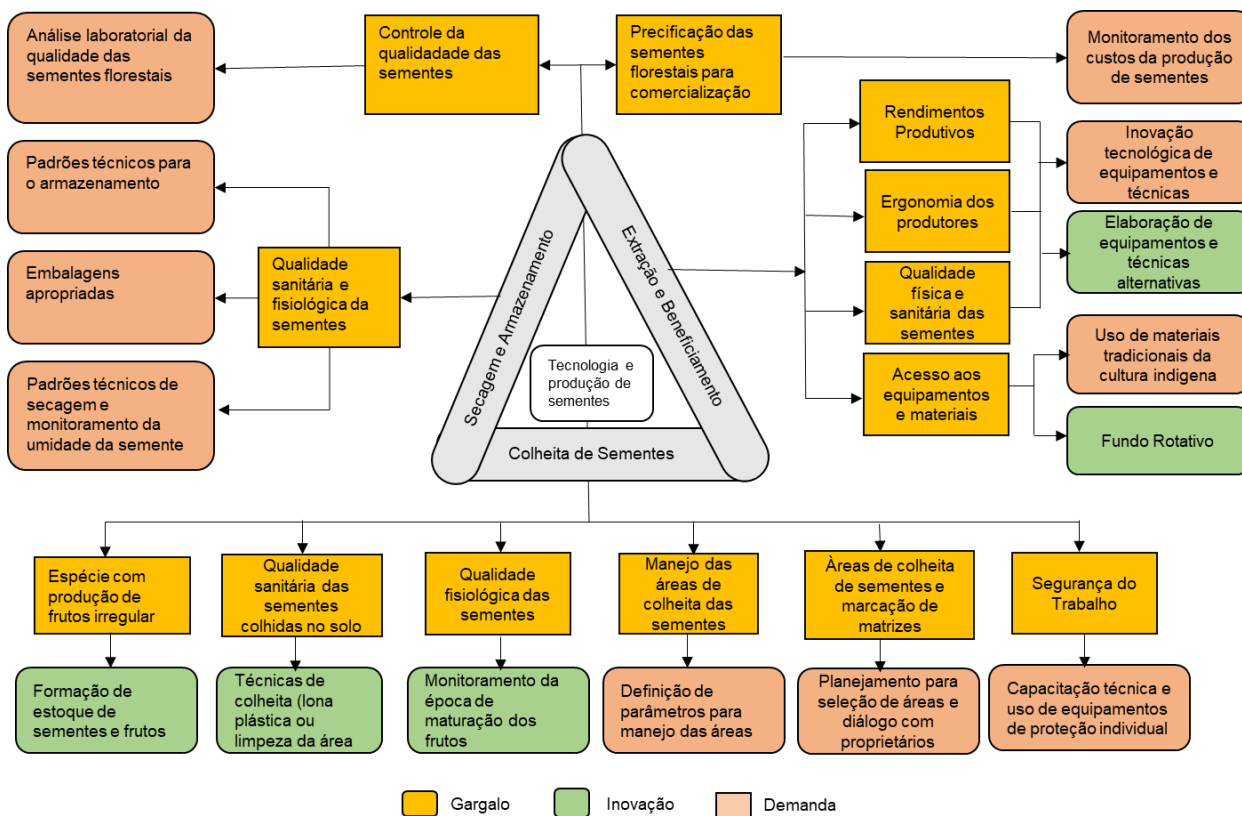 Análise laboratorial da
qualidade das
sementes florestais
Controle da
qualidadade das
sementes
Precificação das
sementes
florestais para
comercialização
Monitoramento dos
custos da produção
de sementes
Padrões técnicos para
o armazenamento
Embalagens
apropriadas
Padrões técnicos de
secagem e
monitoramento da
umidade da semente
Qualidade
sanitária e
fisiológica da
sementes
Secagem e Armazenamento
Extração e Beneficiamento
Tecnologia e
produção de
sementes
Colheita de Sementes
Rendimentos
Produtivos
Ergonomia dos
produtores
Qualidade
física e
sanitária das
sementes
Acesso aos
equipamentos
e materiais
Inovação
tecnológica de
equipamentos e
técnicas
Elaboração de
equipamentos e
técnicas
alternativas
Uso de materiais
tradicionais da
cultura indigena
Fundo Rotativo
Espécie com
produção de
frutos irregular
Qualidade
sanitária das
sementes
colhidas no solo
Qualidade
fisiológica das
sementes
Manejo das
áreas de
colheita das
sementes
Àreas de colheita
de sementes e
marcação de
matrizes
Segurança do
Trabalho
Formação de
estoque de
sementes e frutos
Técnicas de
colheita (lona
plástica ou
limpeza da área
Monitoramento da
época de
maturação dos
frutos
Definição de
parâmetros para
manejo das áreas
Planejamento para
seleção de áreas e
diálogo com
proprietários
Capacitação técnica e
uso de equipamentos
de proteção individual
Gargalo
Inovação
Demanda